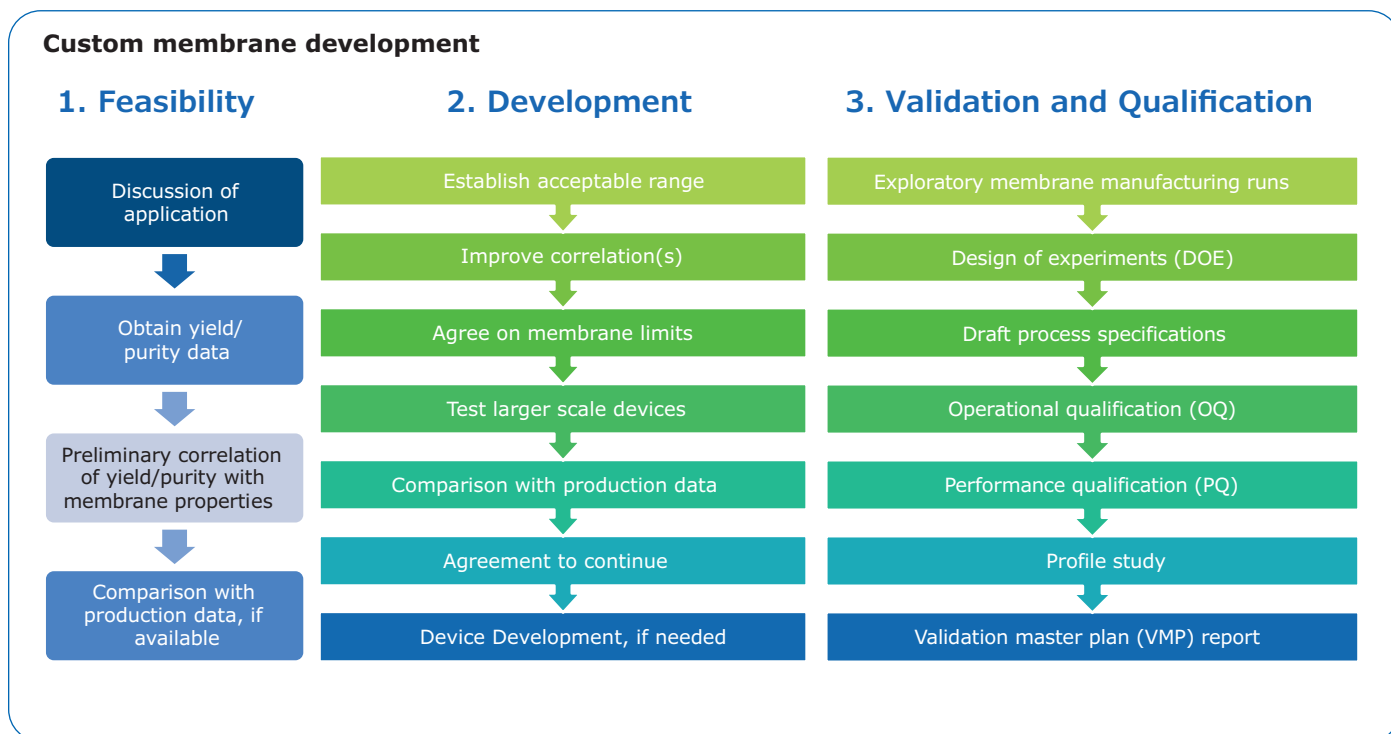 Custom membrane development
1. Feasibility
Discussion of
application
Obtain yield/
purity data
Preliminary correlation
of yield/purity with
membrane properties
Comparison with
production data, if
available
2. Development
Establish acceptable range
Improve correlation(s)
Agree on membrane limits
Test larger scale devices
Comparison with production data
Agreement to continue
Device Development, if needed
3. Validation and Qualification
Exploratory membrane manufacturing runs
Design of experiments (DOE)
Draft process specifications
Operational qualification (OQ)
Performance qualification (PQ)
Profile study
Validation master plan (VMP) report